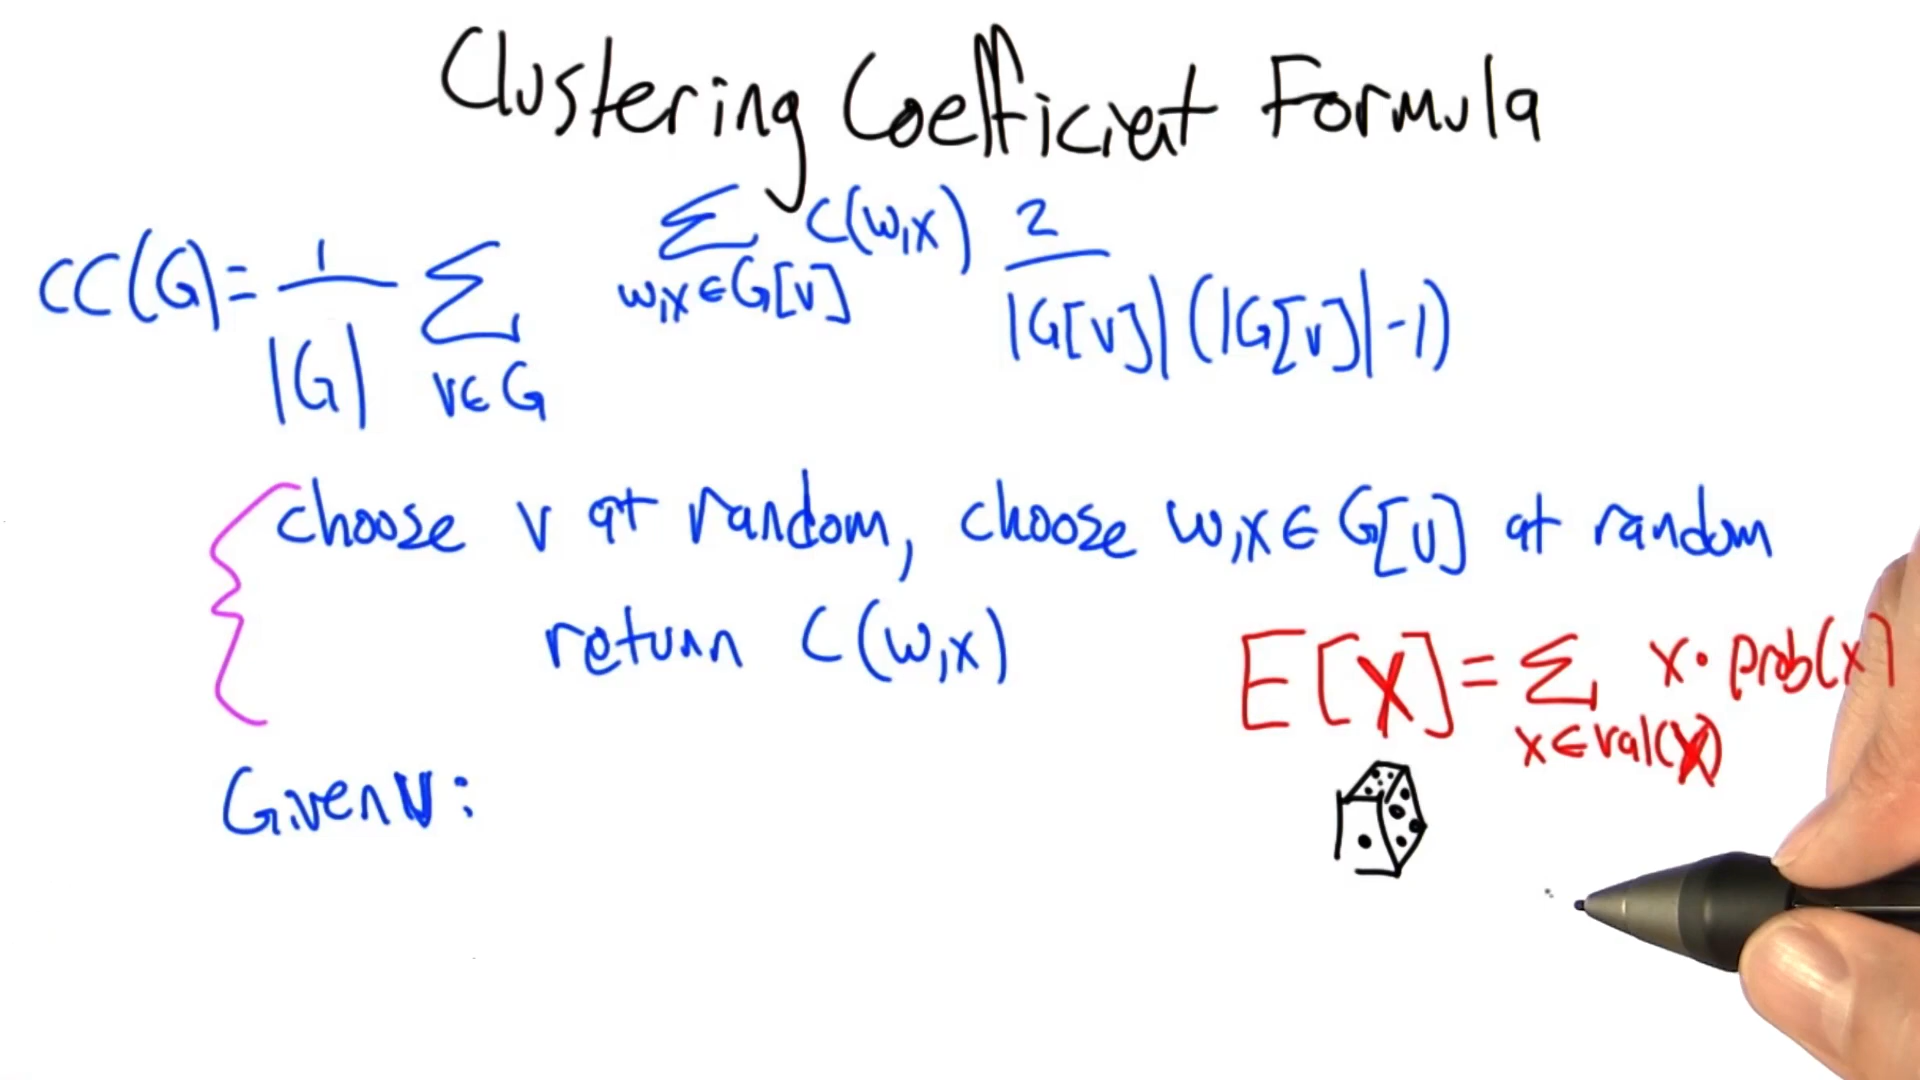 Clustering Coefficient Formula
CC(G) = 1/|G| Σ v∈G Σ w,x∈G[v] C(w,x) 2/|G[v]|(|G[v]|-1)
choose v at random, choose w,x∈G[v] at random
return C(w,x)
E[X] = Σ x∈val(X) x·prob(x)
Given v: